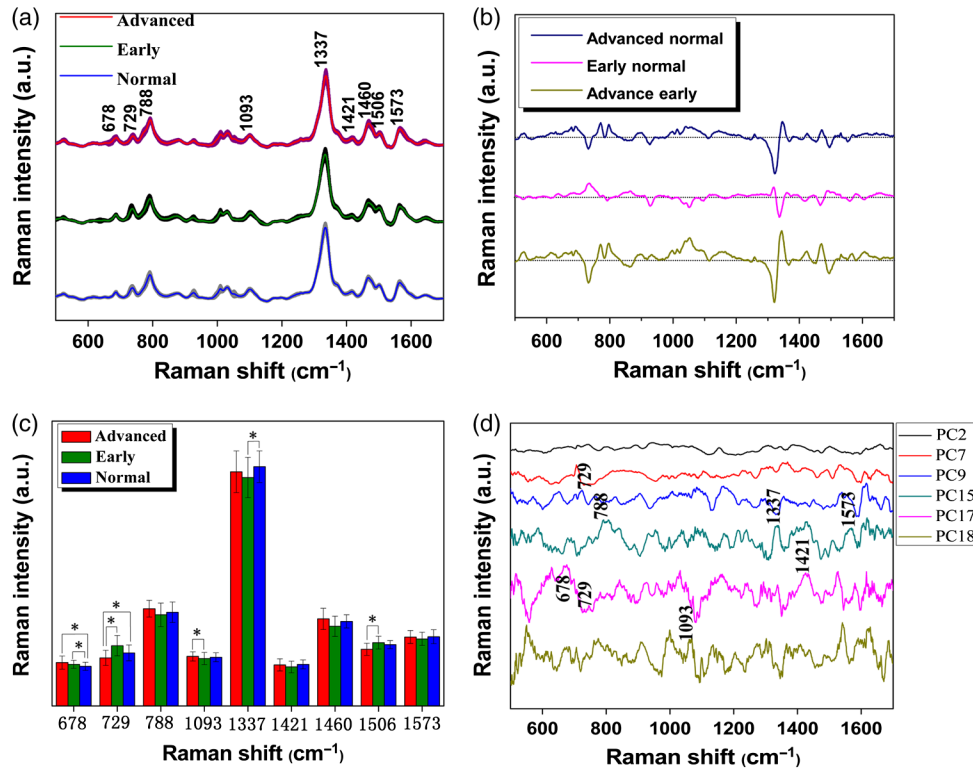 (a)
Advanced
Early
Normal
678
729
788
1093
1337
1421
1460
1506
1573
Raman intensity (a.u.)
600 800 1000 1200 1400 1600
Raman shift (cm⁻¹)
(b)
Advanced normal
Early normal
Advance early
Raman intensity (a.u.)
600 800 1000 1200 1400 1600
Raman shift (cm⁻¹)
(c)
Advanced
Early
Normal
* * * * * * * *
Raman intensity (a.u.)
678 729 788 1093 1337 1421 1460 1506 1573
Raman shift (cm⁻¹)
(d)
PC2
PC7
PC9
PC15
PC17
PC18
729
788
1337
1573
1421
678
729
1093
Raman intensity (a.u.)
600 800 1000 1200 1400 1600
Raman shift (cm⁻¹)